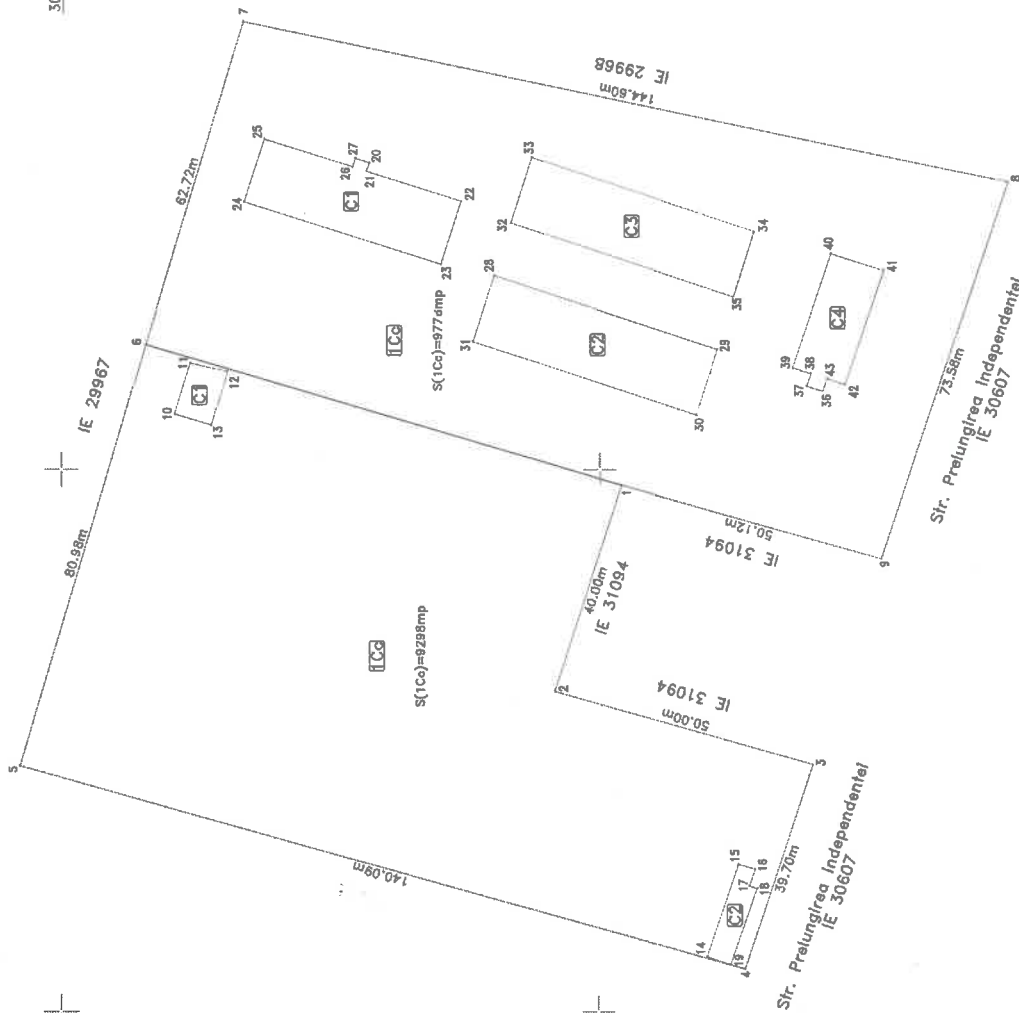 30
7
62.72m
6
IE 29967
80.98m
5
IE 29968
144.60m
25
24
26
27
20
21
C1
22
23
10
11
C1
12
13
1Cc
S(1Cc)=977dmp
33
32
C3
34
35
28
31
C2
29
30
1Cc
S(1Cc)=9298mp
140.09m
1
40.00m
IE 31094
2
50.12m
IE 31094
9
50.00m
IE 31094
3
40
41
C4
39
38
37
43
36
42
8
73.58m
Str. Prelungirea Independentei
IE 30607
14
15
16
17
18
C2
19
4
39.70m
Str. Prelungirea Independentei
IE 30607